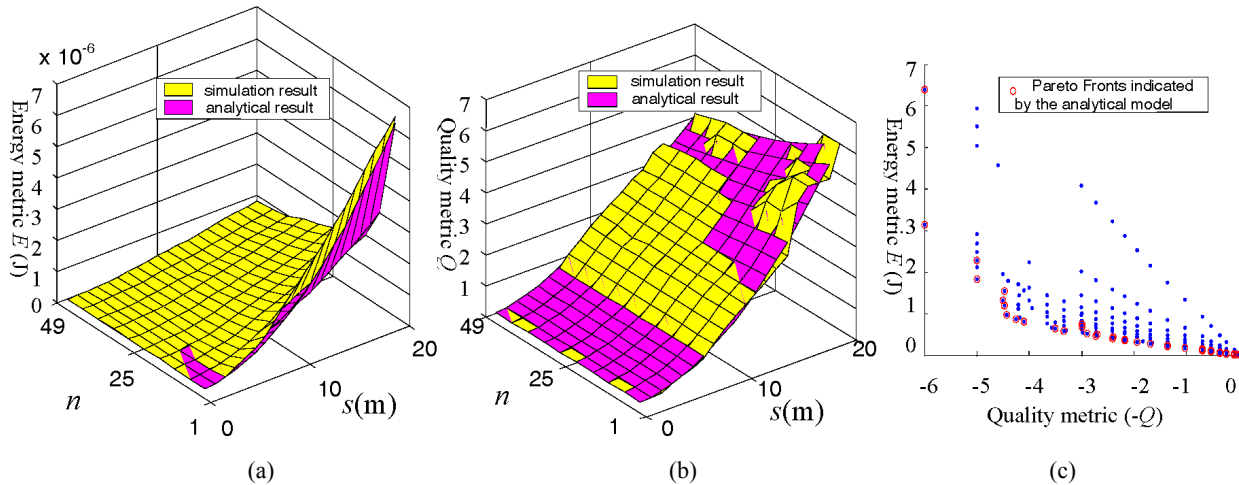 x 10⁻⁶
7
6
5
4
3
2
1
0
Energy metric E (J)
simulation result
analytical result
49
25
1
n
0
10
20
s(m)
(a)
7
6
5
4
3
2
1
0
Quality metric Q
simulation result
analytical result
49
25
1
n
0
10
20
s(m)
(b)
7
6
5
4
3
2
1
0
Energy metric E (J)
Pareto Fronts indicated
by the analytical model
-6 -5 -4 -3 -2 -1 0
Quality metric (-Q)
(c)